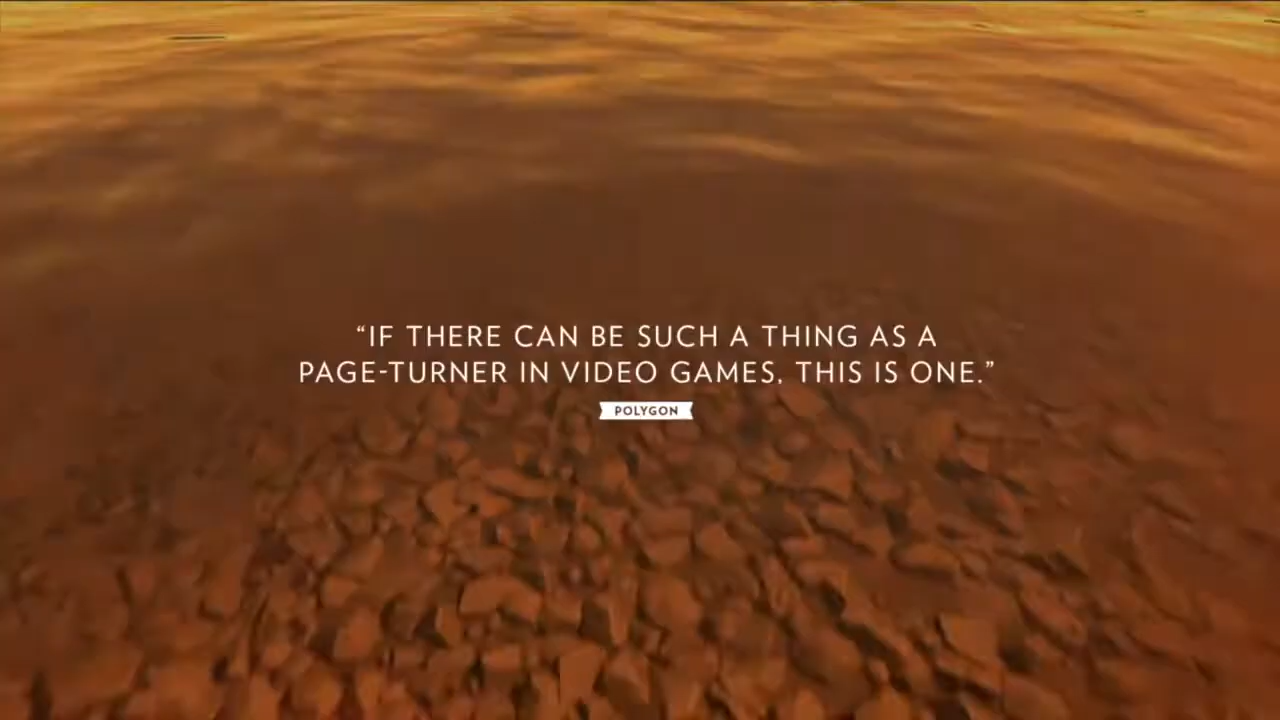 “IF THERE CAN BE SUCH A THING AS A
PAGE-TURNER IN VIDEO GAMES, THIS IS ONE.”
POLYGON